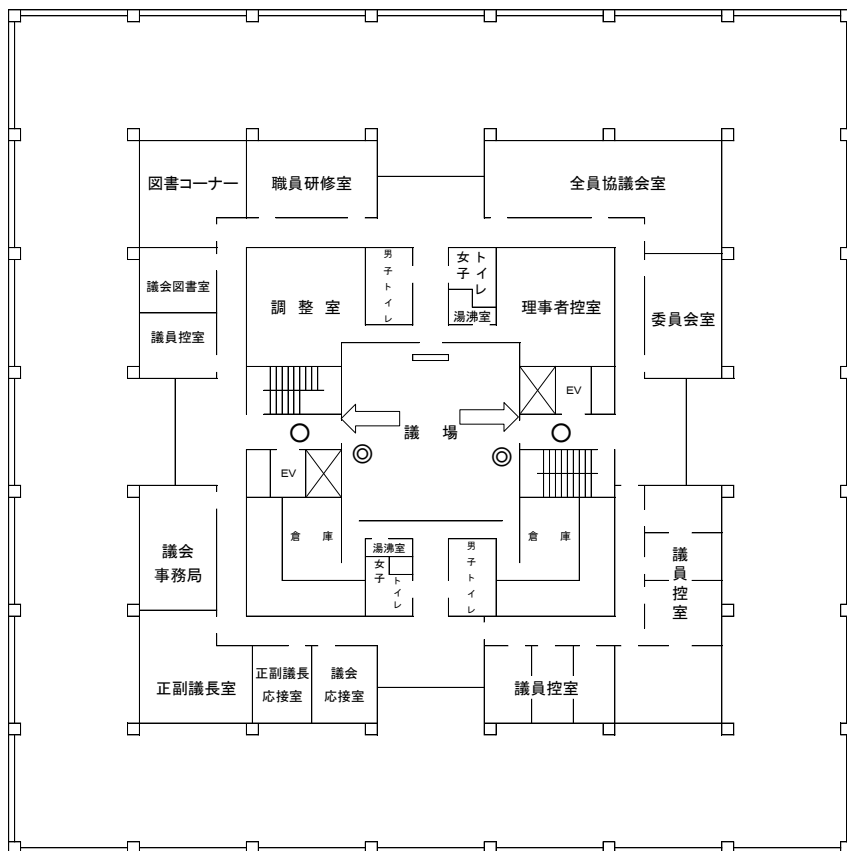 図書コーナー
職員研修室
全員協議会室
議会図書室
議員控室
調整室
男子トイレ
女子
トイレ
湯沸室
理事者控室
委員会室
EV
議場
EV
倉庫
倉庫
議会
事務局
湯沸室
女子
トイレ
男子トイレ
議員控室
正副議長室
正副議長
応接室
議会
応接室
議員控室